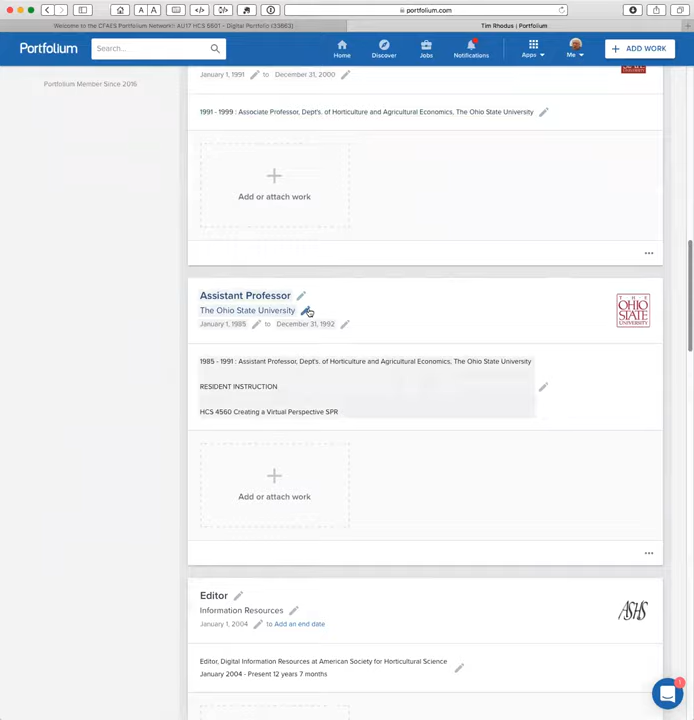 portfolium.com
Welcome to the CFAES Portfolium Network!! AU17 HCS 5601 - Digital Portfolio (33883)
Tim Rhodus | Portfolium
Portfolium
Search...
Home
Discover
Jobs
Notifications
Apps
Me
ADD WORK
Portfolium Member Since 2016
January 1, 1991 to December 31, 2000
1991 - 1999 : Associate Professor, Dept's. of Horticulture and Agricultural Economics, The Ohio State University
Add or attach work
Assistant Professor
The Ohio State University
January 1, 1985 to December 31, 1992
THE
OHIO
STATE
UNIVERSITY
1985 - 1991 : Assistant Professor, Dept's. of Horticulture and Agricultural Economics, The Ohio State University
RESIDENT INSTRUCTION
HCS 4560 Creating a Virtual Perspective SPR
Add or attach work
Editor
Information Resources
January 1, 2004 to Add an end date
ASHS
Editor, Digital Information Resources at American Society for Horticultural Science
January 2004 - Present 12 years 7 months
1